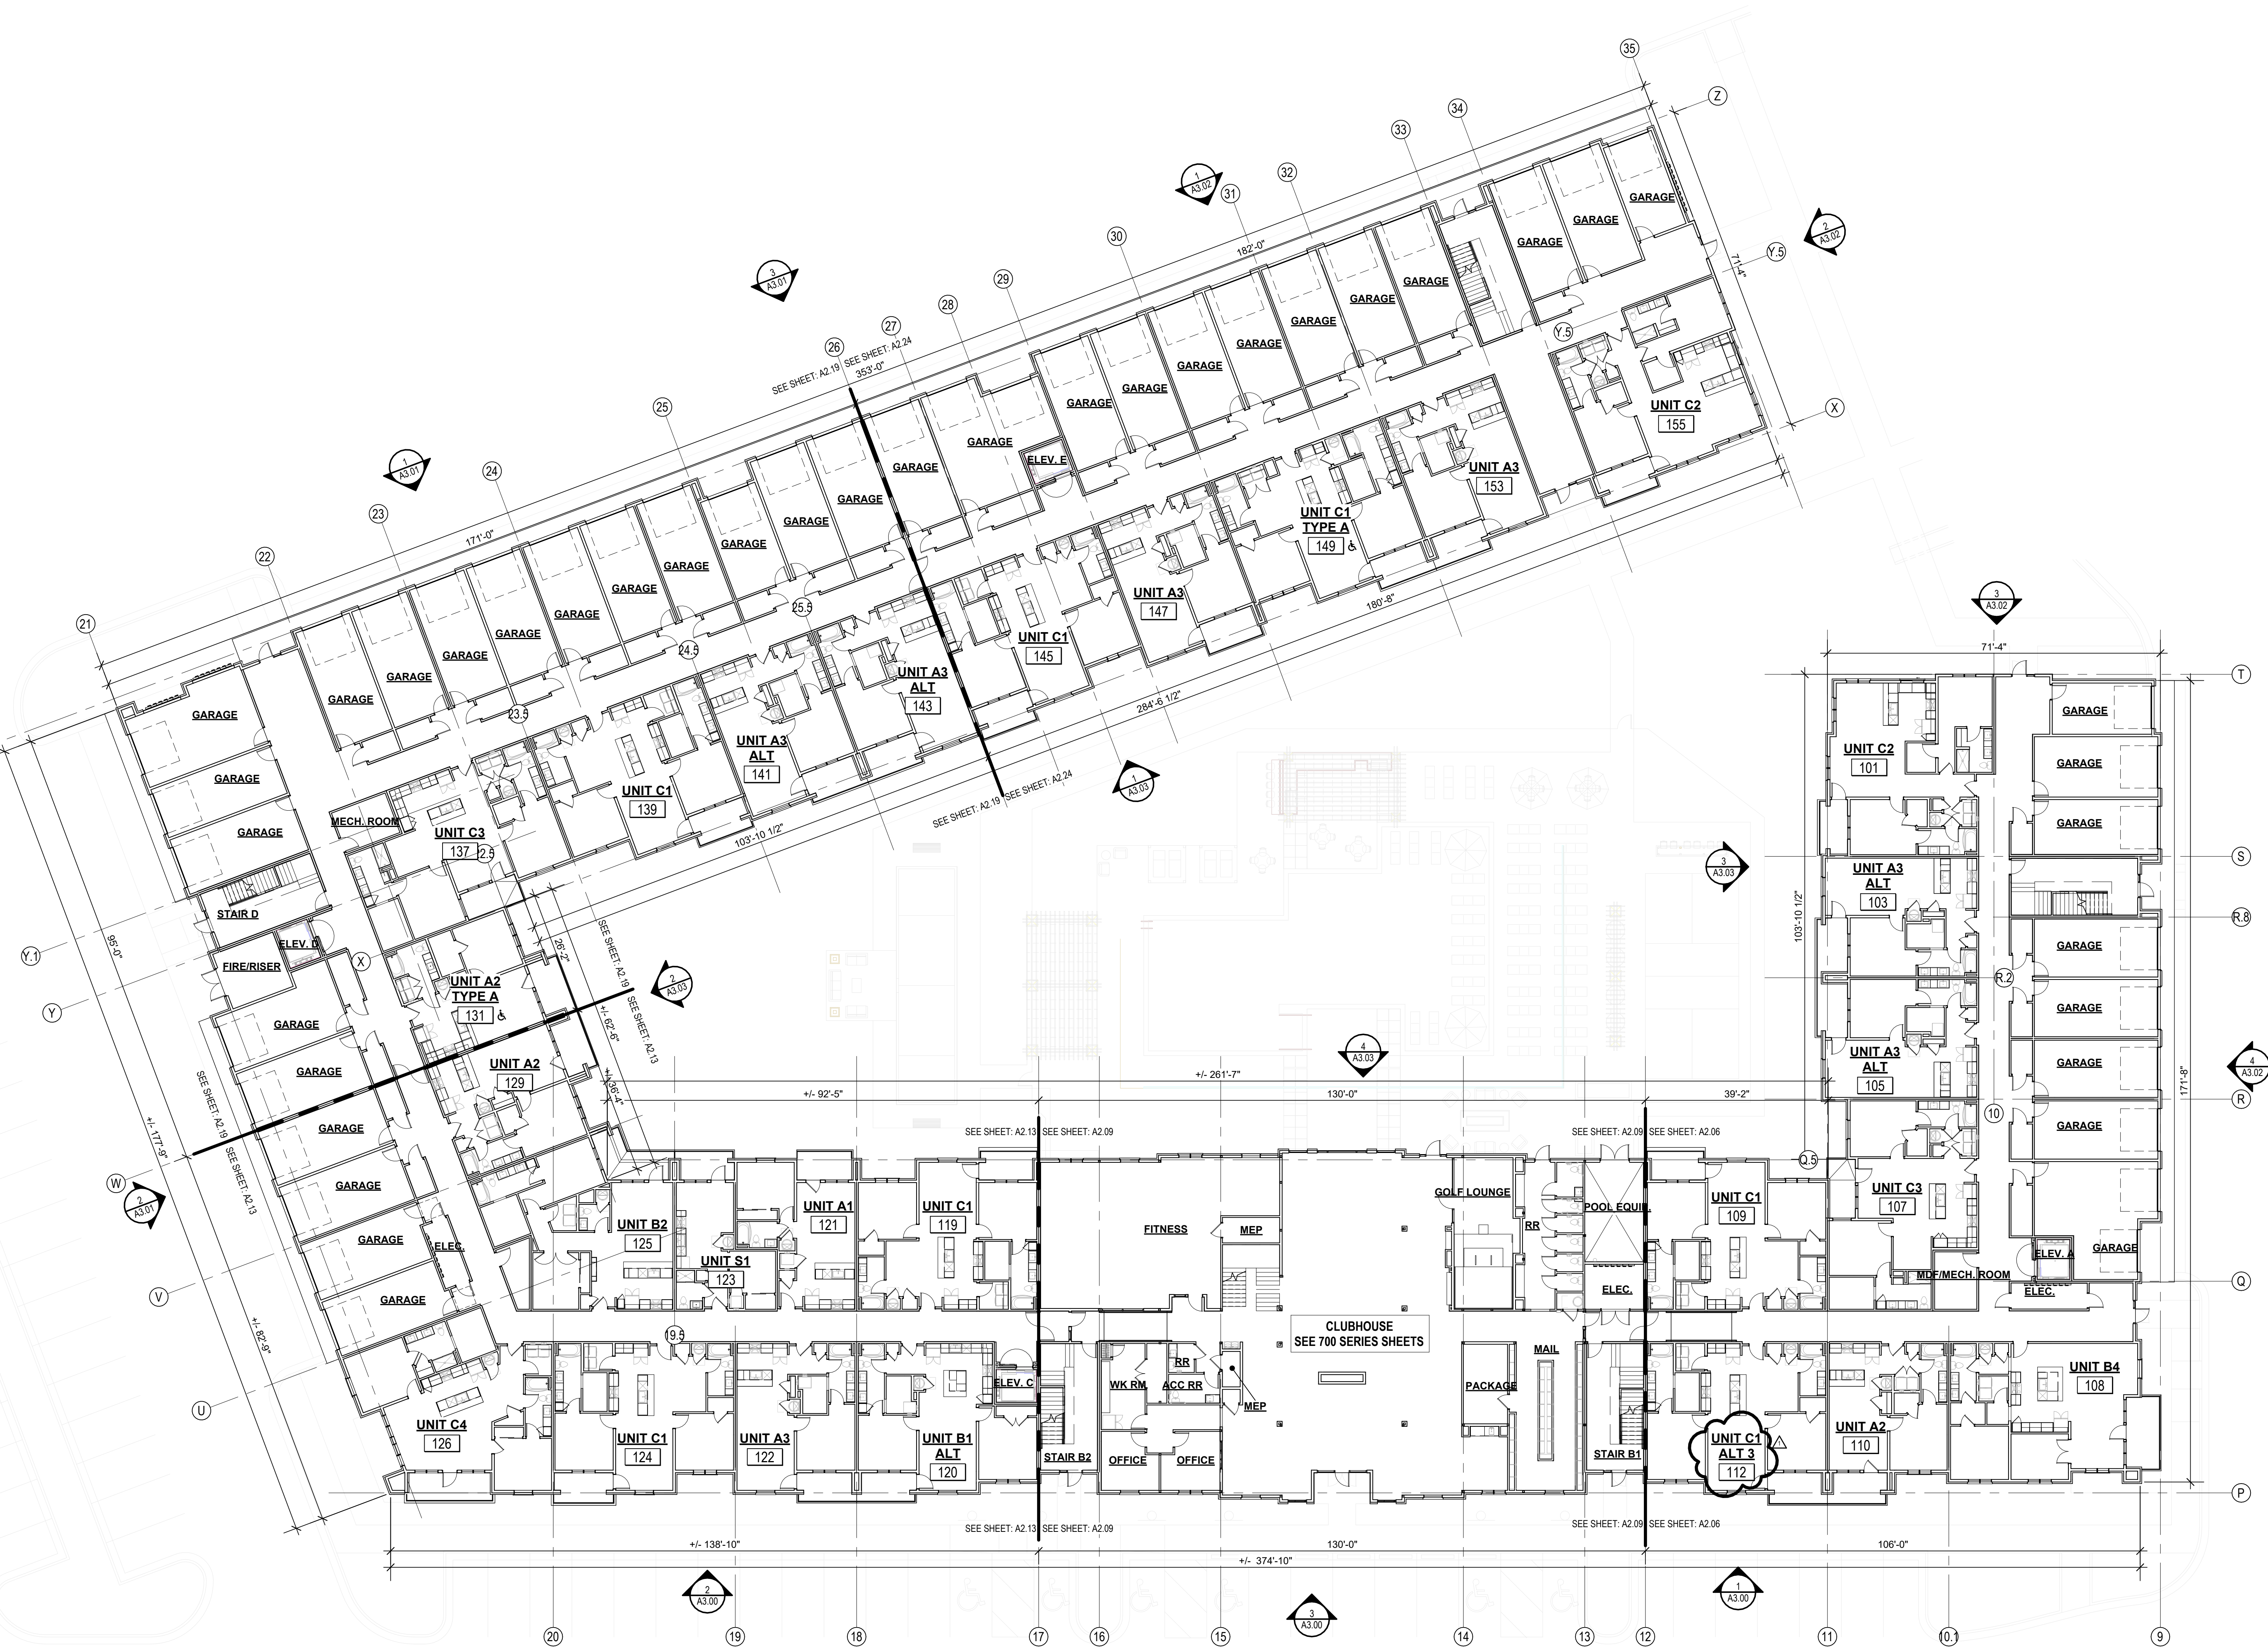 35
Z
34
33
1
A3.02
32
31
2
A3.02
30
182'-0"
GARAGE
GARAGE
GARAGE
Y.5
71'-4"
3
A3.01
29
28
27
26
SEE SHEET: A2.19
SEE SHEET: A2.24
353'-0"
GARAGE
GARAGE
GARAGE
GARAGE
GARAGE
GARAGE
GARAGE
Y.5
X
UNIT C2
155
25
1
A3.01
24
23
22
21
171'-0"
GARAGE
ELEV. E
GARAGE
GARAGE
GARAGE
GARAGE
GARAGE
GARAGE
GARAGE
GARAGE
GARAGE
GARAGE
GARAGE
GARAGE
GARAGE
UNIT A3
153
UNIT C1
TYPE A
149
UNIT A3
147
UNIT C1
145
180'-8"
284'-6 1/2"
25.5
24.5
23.5
UNIT A3
ALT
143
UNIT A3
ALT
141
UNIT C1
139
SEE SHEET: A2.19
SEE SHEET: A2.24
1
A3.03
103'-10 1/2"
GARAGE
GARAGE
GARAGE
MECH. ROOM
UNIT C3
137
22.5
STAIR D
ELEV. D
FIRE/RISER
X
Y.1
Y
95'-0"
UNIT A2
TYPE A
131
26'-2"
SEE SHEET: A2.19
SEE SHEET: A2.13
2
A3.03
+/- 62'-6"
+/- 36'-4"
UNIT A2
129
GARAGE
GARAGE
GARAGE
GARAGE
GARAGE
GARAGE
ELEC.
SEE SHEET: A2.19
SEE SHEET: A2.13
+/- 177'-9"
W
2
A3.01
V
+/- 82'-9"
U
3
A3.02
71'-4"
T
GARAGE
UNIT C2
101
GARAGE
GARAGE
S
3
A3.03
103'-10 1/2"
UNIT A3
ALT
103
R.8
GARAGE
R.2
GARAGE
UNIT A3
ALT
105
GARAGE
4
A3.02
171'-8"
R
10
GARAGE
Q.5
UNIT C3
107
ELEV. A
GARAGE
MDF/MECH. ROOM
ELEC.
Q
4
A3.03
+/- 261'-7"
+/- 92'-5"
130'-0"
39'-2"
SEE SHEET: A2.13
SEE SHEET: A2.09
SEE SHEET: A2.09
SEE SHEET: A2.06
UNIT B2
125
UNIT S1
123
UNIT A1
121
UNIT C1
119
FITNESS
MEP
GOLF LOUNGE
RR
POOL EQUIP.
ELEC.
UNIT C1
109
19.5
CLUBHOUSE
SEE 700 SERIES SHEETS
UNIT C4
126
UNIT C1
124
UNIT A3
122
UNIT B1
ALT
120
ELEV. C
STAIR B2
WK RM
RR
ACC RR
MEP
OFFICE
OFFICE
PACKAGE
MAIL
STAIR B1
UNIT C1
ALT 3
112
1
UNIT A2
110
UNIT B4
108
P
SEE SHEET: A2.13
SEE SHEET: A2.09
SEE SHEET: A2.09
SEE SHEET: A2.06
+/- 138'-10"
130'-0"
106'-0"
+/- 374'-10"
2
A3.00
3
A3.00
1
A3.00
20
19
18
17
16
15
14
13
12
11
10.1
9